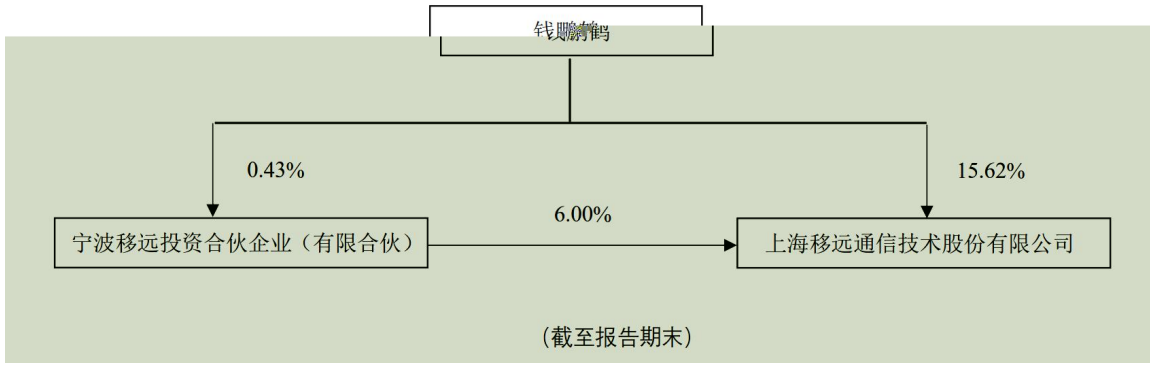 钱鹏鹤
0.43%
15.62%
6.00%
宁波移远投资合伙企业（有限合伙）
上海移远通信技术股份有限公司
（截至报告期末）